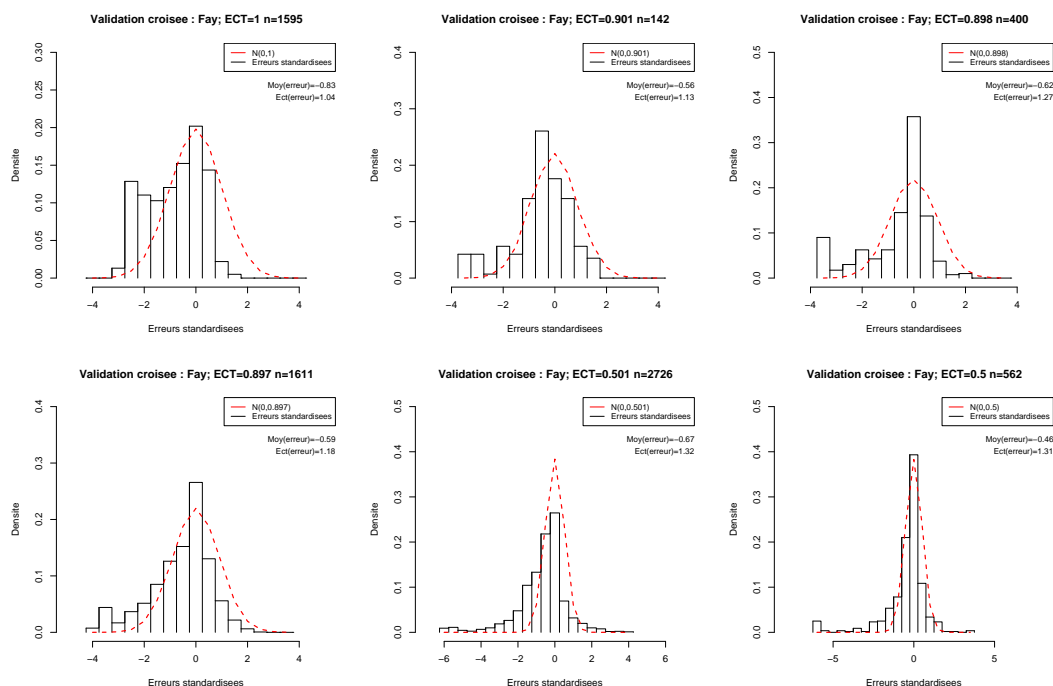 Validation croisee : Fay; ECT=1 n=1595
N(0,1)
Erreurs standardisees
Moy(erreur)=−0.83
Ect(erreur)=1.04
Densite
0.00
0.05
0.10
0.15
0.20
0.25
0.30
−4
−2
0
2
4
Erreurs standardisees
Validation croisee : Fay; ECT=0.901 n=142
N(0,0.901)
Erreurs standardisees
Moy(erreur)=−0.56
Ect(erreur)=1.13
Densite
0.0
0.1
0.2
0.3
0.4
−4
−2
0
2
4
Erreurs standardisees
Validation croisee : Fay; ECT=0.898 n=400
N(0,0.898)
Erreurs standardisees
Moy(erreur)=−0.62
Ect(erreur)=1.27
Densite
0.0
0.1
0.2
0.3
0.4
0.5
−4
−2
0
2
4
Erreurs standardisees
Validation croisee : Fay; ECT=0.897 n=1611
N(0,0.897)
Erreurs standardisees
Moy(erreur)=−0.59
Ect(erreur)=1.18
Densite
0.0
0.1
0.2
0.3
0.4
−4
−2
0
2
4
Erreurs standardisees
Validation croisee : Fay; ECT=0.501 n=2726
N(0,0.501)
Erreurs standardisees
Moy(erreur)=−0.67
Ect(erreur)=1.32
Densite
0.0
0.1
0.2
0.3
0.4
0.5
−6
−4
−2
0
2
4
6
Erreurs standardisees
Validation croisee : Fay; ECT=0.5 n=562
N(0,0.5)
Erreurs standardisees
Moy(erreur)=−0.46
Ect(erreur)=1.31
Densite
0.0
0.1
0.2
0.3
0.4
0.5
−5
0
5
Erreurs standardisees